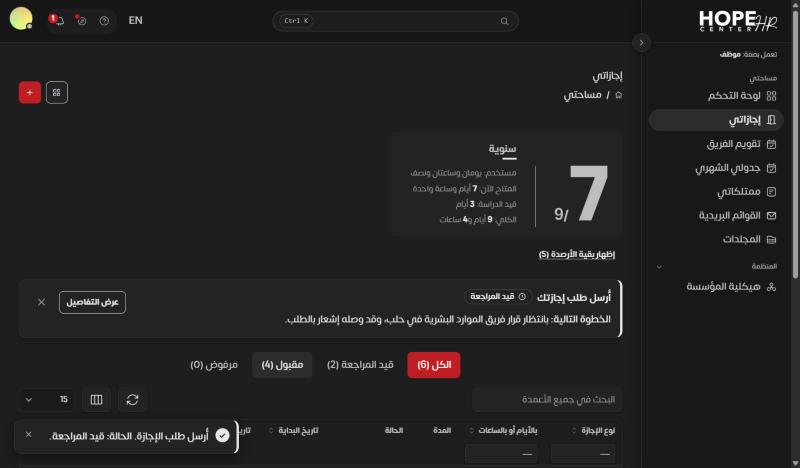 HOPE
CENTER
HR
EN
Ctrl K
1
تعمل بصفة: موظف
مساحتي
لوحة التحكم
إجازاتي
تقويم الفريق
جدولي الشهري
ممتلكاتي
القوائم البريدية
المجلدات
المنظمة
هيكلية المؤسسة
إجازاتي
/ مساحتي
سنوية
7
9/
مستخدم: يومان وساعتان ونصف
المتاح الآن: 7 أيام وساعة واحدة
قيد الدراسة: 3 أيام
الكلي: 9 أيام و4 ساعات
إظهار بقية الأرصدة (5)
أُرسل طلب إجازتك
قيد المراجعة
الخطوة التالية: بانتظار قرار فريق الموارد البشرية في حلب، وقد وصله إشعار بالطلب.
عرض التفاصيل
الكل (6)
قيد المراجعة (2)
مقبول (4)
مرفوض (0)
البحث في جميع الأعمدة
15
نوع الإجازة
بالأيام أو بالساعات
المدة
الحالة
تاريخ البداية
أُرسل طلب الإجازة. الحالة: قيد المراجعة.